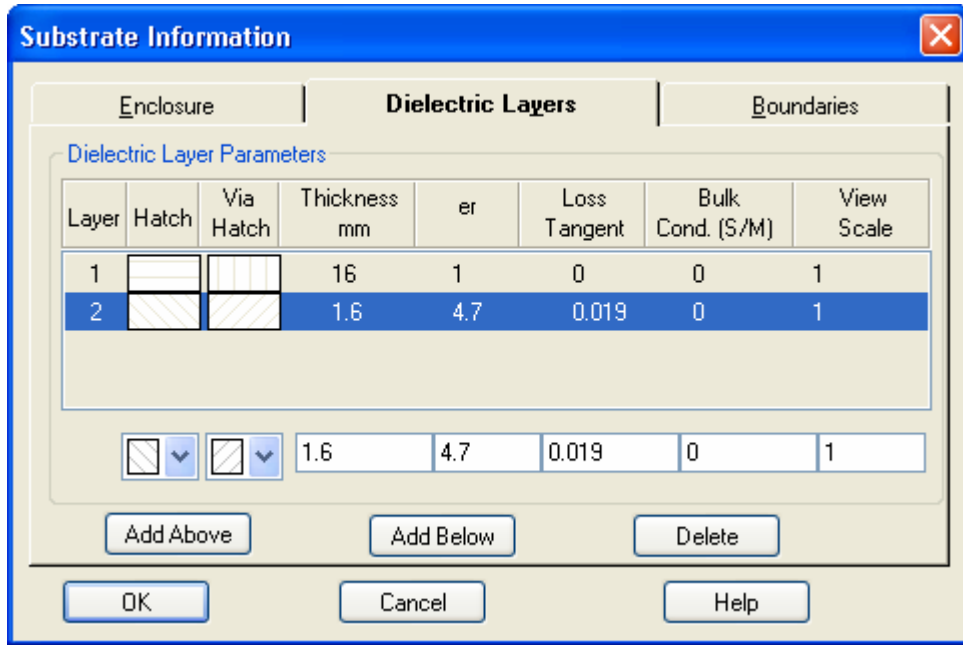 Substrate Information
Enclosure Dielectric Layers Boundaries
Dielectric Layer Parameters
Layer Hatch Via Hatch Thickness mm er Loss Tangent Bulk Cond. (S/M) View Scale
1 16 1 0 0 1
2 1.6 4.7 0.019 0 1
1.6 4.7 0.019 0 1
Add Above Add Below Delete
OK Cancel Help